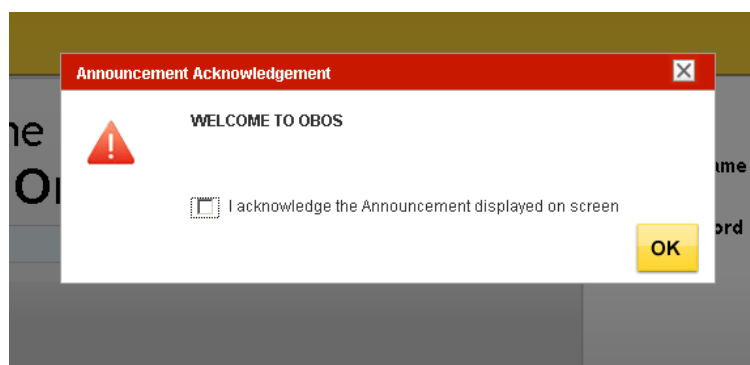 Announcement Acknowledgement
WELCOME TO OBOS
I acknowledge the Announcement displayed on screen
OK